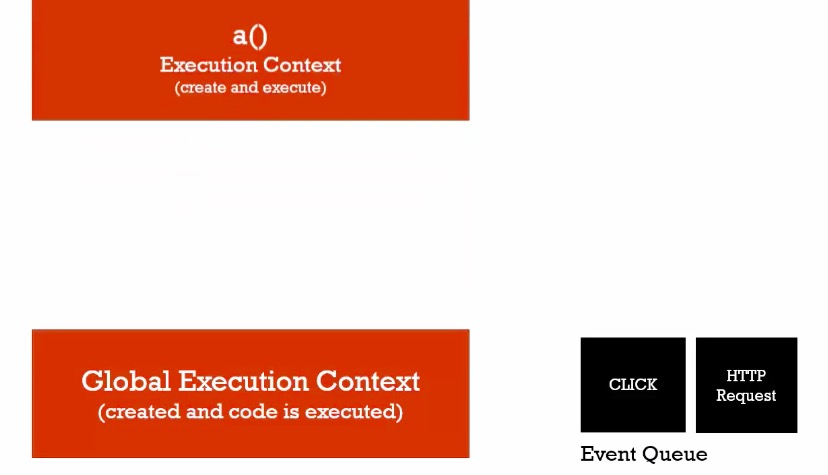 a()
Execution Context
(create and execute)
Global Execution Context
(created and code is executed)
CLICK
HTTP
Request
Event Queue